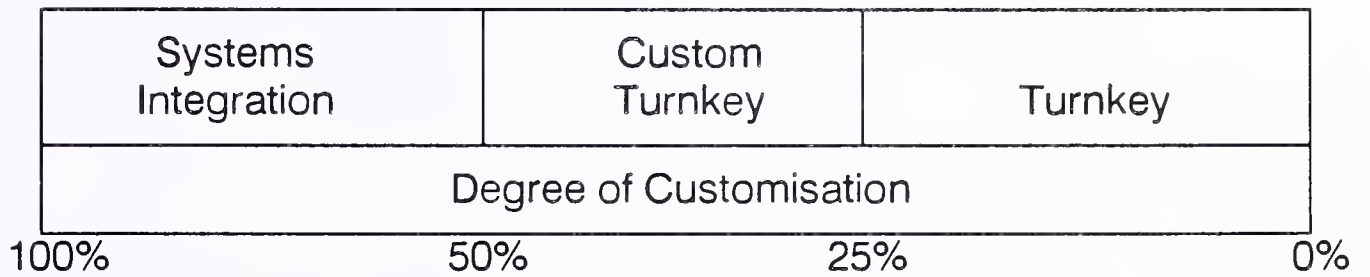 Systems
Integration
Custom
Turnkey
Turnkey
Degree of Customisation
100% 50% 25% 0%